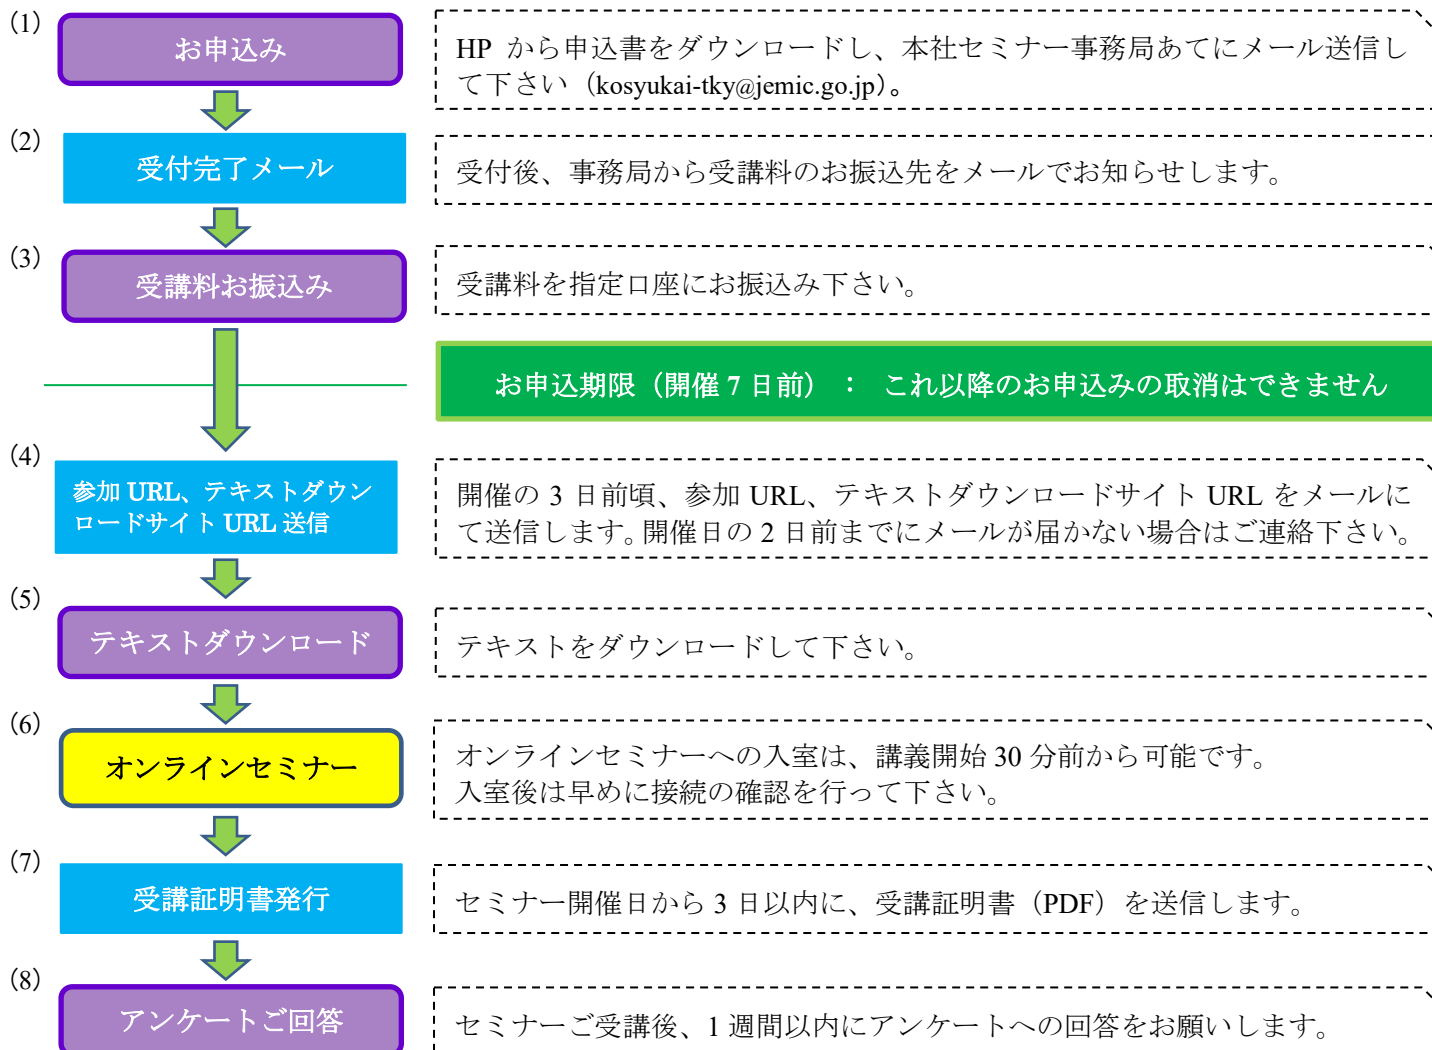 (1)
お申込み
HP から申込書をダウンロードし、本社セミナー事務局あてにメール送信し
て下さい（kosyukai-tky@jemic.go.jp）。
(2)
受付完了メール
受付後、事務局から受講料のお振込先をメールでお知らせします。
(3)
受講料お振込み
受講料を指定口座にお振込み下さい。
お申込期限（開催 7 日前）： これ以降のお申込みの取消はできません
(4)
参加 URL、テキストダウン
ロードサイト URL 送信
開催の 3 日前頃、参加 URL、テキストダウンロードサイト URL をメールに
て送信します。開催日の 2 日前までにメールが届かない場合はご連絡下さい。
(5)
テキストダウンロード
テキストをダウンロードして下さい。
(6)
オンラインセミナー
オンラインセミナーへの入室は、講義開始 30 分前から可能です。
入室後は早めに接続の確認を行って下さい。
(7)
受講証明書発行
セミナー開催日から 3 日以内に、受講証明書（PDF）を送信します。
(8)
アンケートご回答
セミナーご受講後、1 週間以内にアンケートへの回答をお願いします。